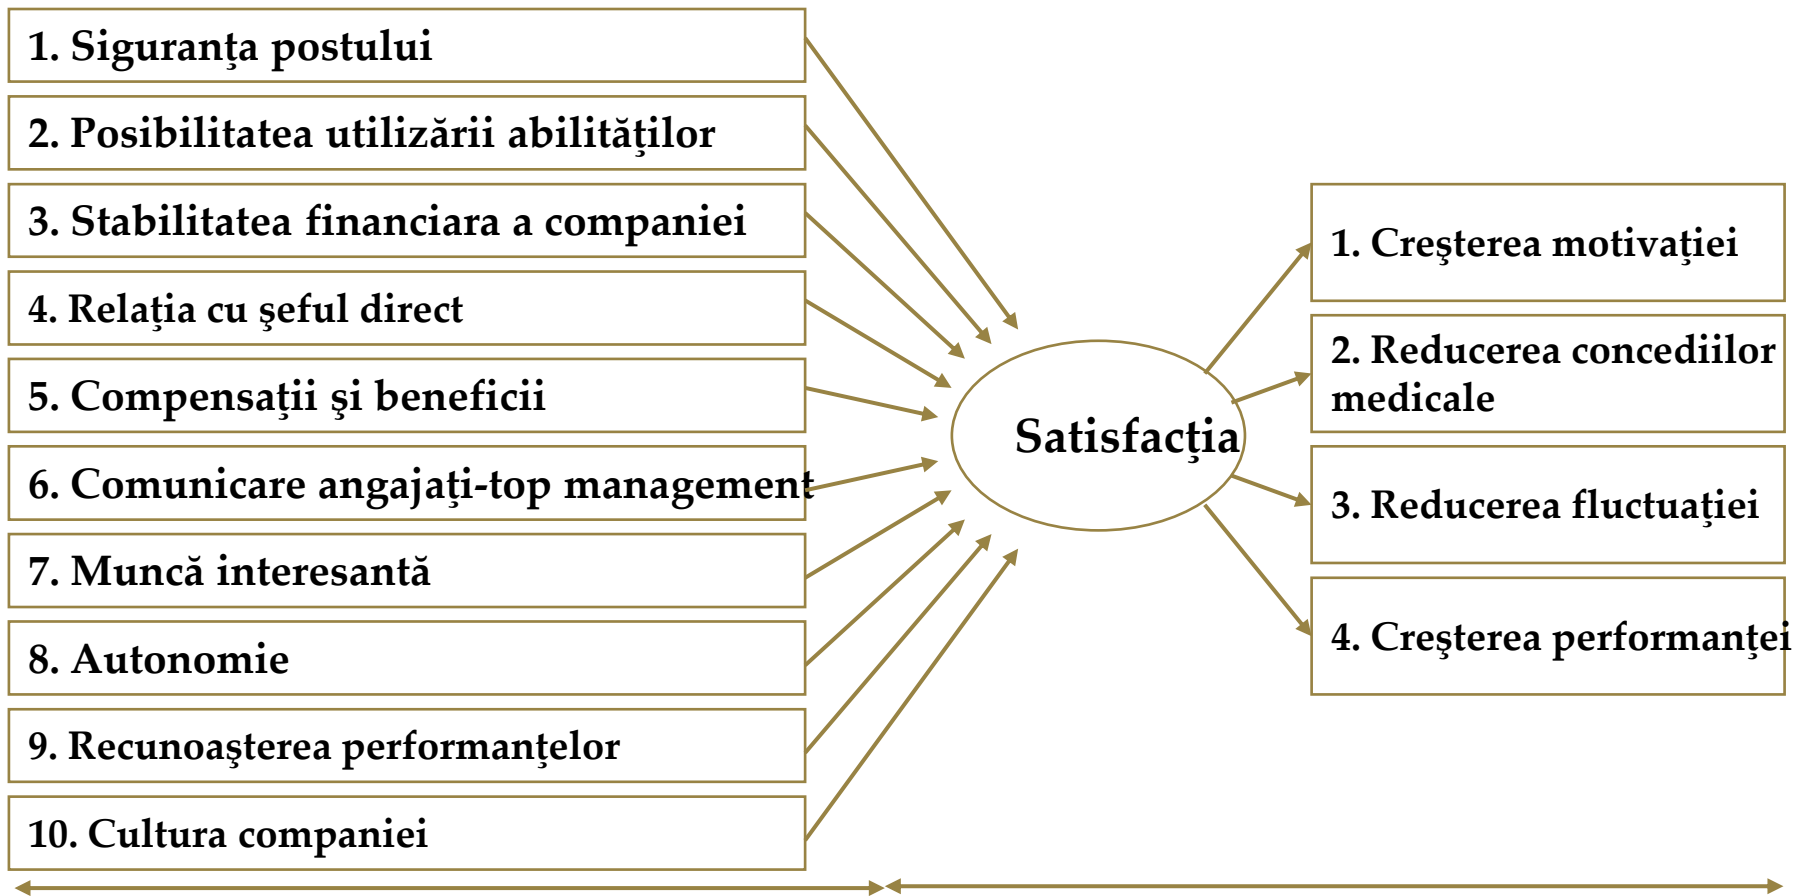 1. Siguranţa postului
2. Posibilitatea utilizării abilităţilor
3. Stabilitatea financiara a companiei
4. Relaţia cu şeful direct
5. Compensaţii şi beneficii
6. Comunicare angajaţi-top management
7. Muncă interesantă
8. Autonomie
9. Recunoaşterea performanţelor
10. Cultura companiei
Satisfacţia
1. Creşterea motivaţiei
2. Reducerea concediilor
medicale
3. Reducerea fluctuaţiei
4. Creşterea performanţei